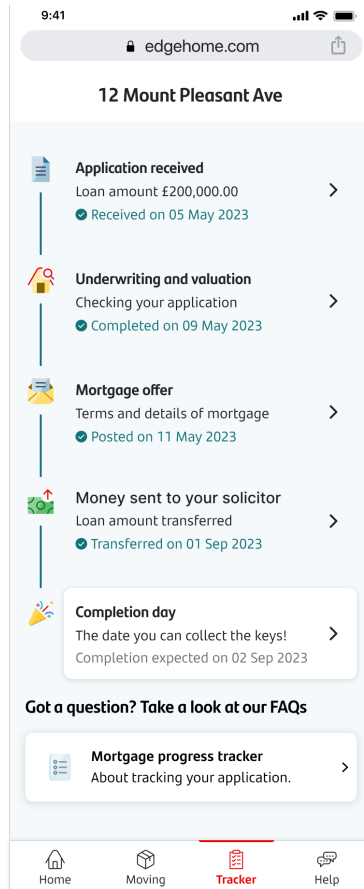 9:41
edgehome.com
12 Mount Pleasant Ave
Application received
Loan amount £200,000.00
Received on 05 May 2023
Underwriting and valuation
Checking your application
Completed on 09 May 2023
Mortgage offer
Terms and details of mortgage
Posted on 11 May 2023
Money sent to your solicitor
Loan amount transferred
Transferred on 01 Sep 2023
Completion day
The date you can collect the keys!
Completion expected on 02 Sep 2023
Got a question? Take a look at our FAQs
Mortgage progress tracker
About tracking your application.
Home Moving Tracker Help